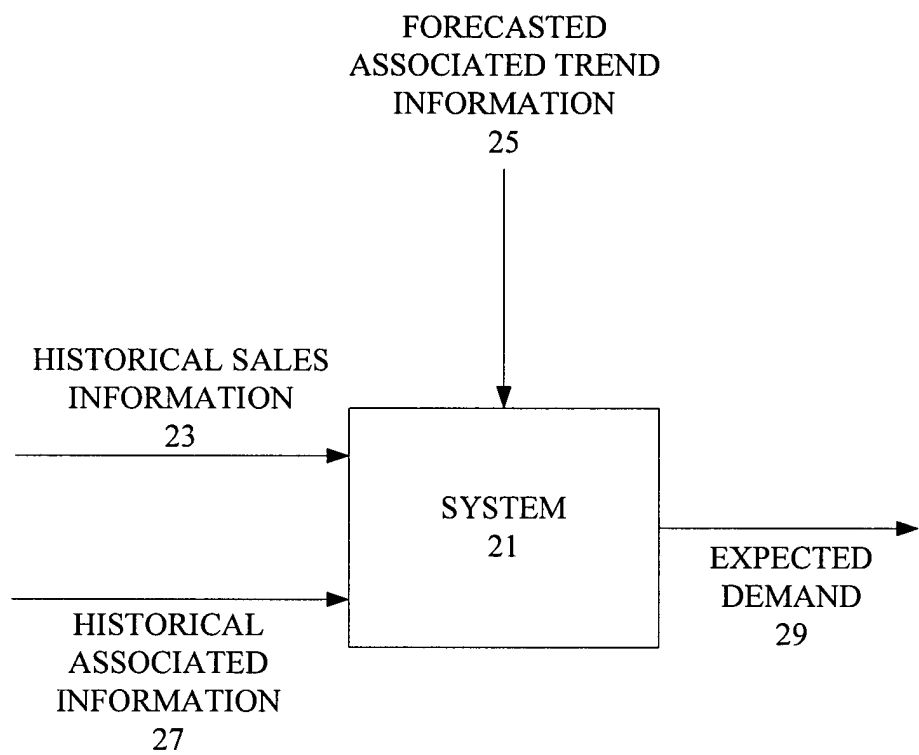 FORECASTED
ASSOCIATED TREND
INFORMATION
25
HISTORICAL SALES
INFORMATION
23
SYSTEM
21
EXPECTED
DEMAND
29
HISTORICAL
ASSOCIATED
INFORMATION
27